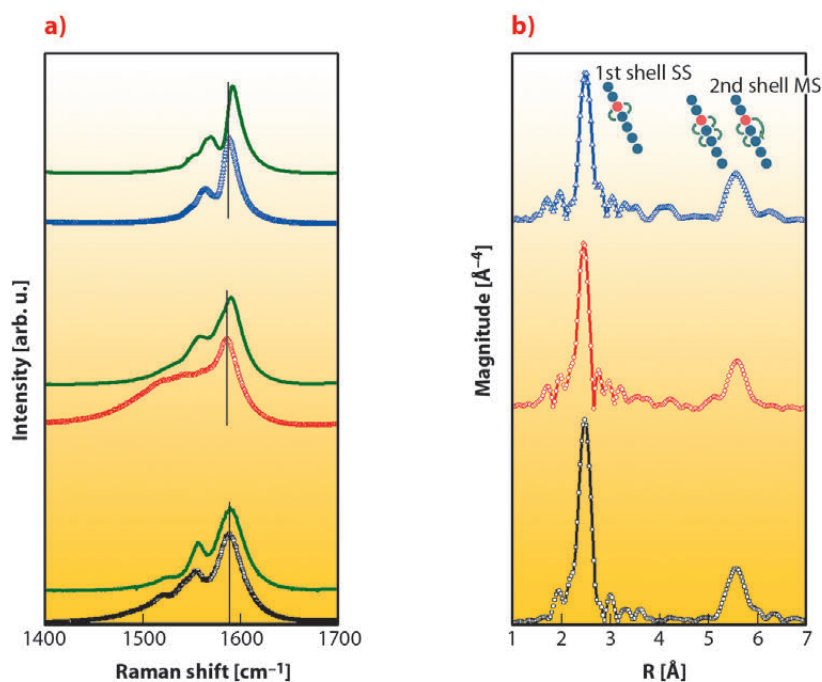 a)
Intensity [arb. u.]
1400 1500 1600 1700
Raman shift [cm⁻¹]
b)
1st shell SS
2nd shell MS
Magnitude [Å⁻⁴]
1 2 3 4 5 6 7
R [Å]